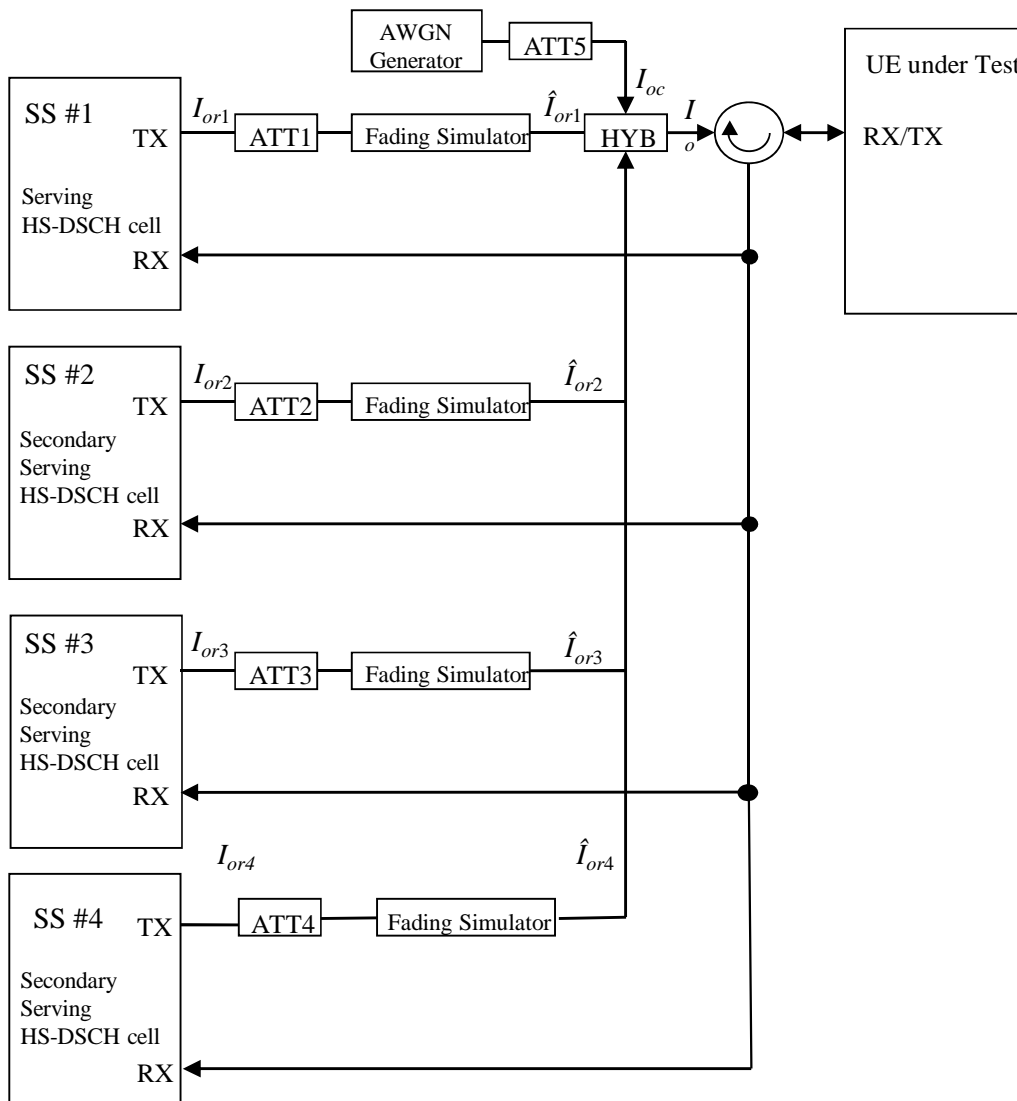 AWGN
Generator
ATT5
I_oc
UE under Test
RX/TX
SS #1
TX
I_or1
ATT1
Fading Simulator
Î_or1
HYB
I
o
Serving
HS-DSCH cell
RX
SS #2
TX
I_or2
ATT2
Fading Simulator
Î_or2
Secondary
Serving
HS-DSCH cell
RX
SS #3
TX
I_or3
ATT3
Fading Simulator
Î_or3
Secondary
Serving
HS-DSCH cell
RX
SS #4
TX
I_or4
ATT4
Fading Simulator
Î_or4
Secondary
Serving
HS-DSCH cell
RX